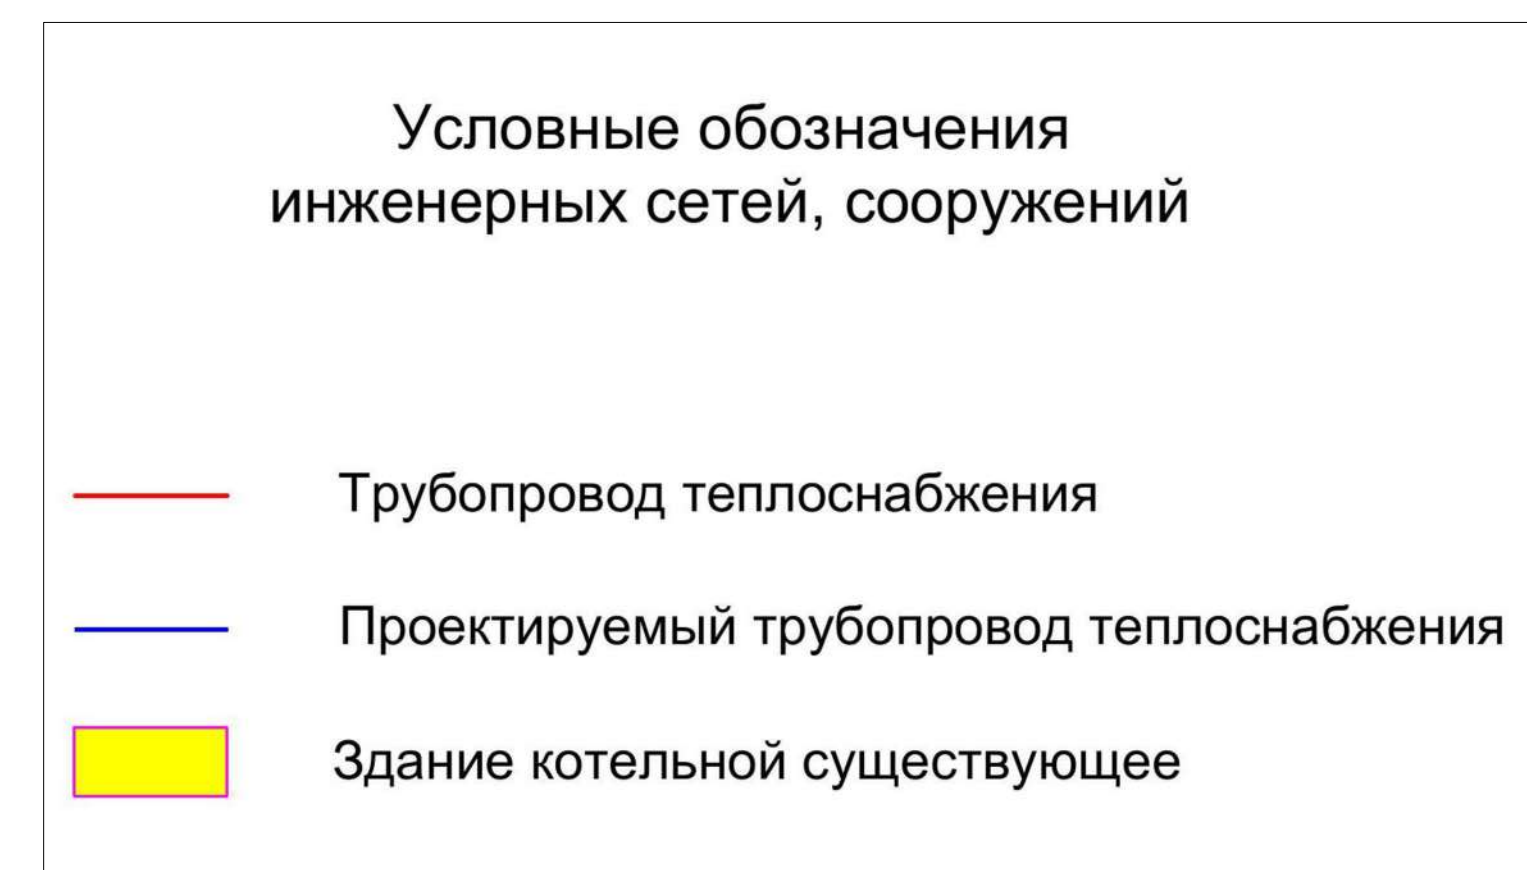 Условные обозначения
инженерных сетей, сооружений
Трубопровод теплоснабжения
Проектируемый трубопровод теплоснабжения
Здание котельной существующее